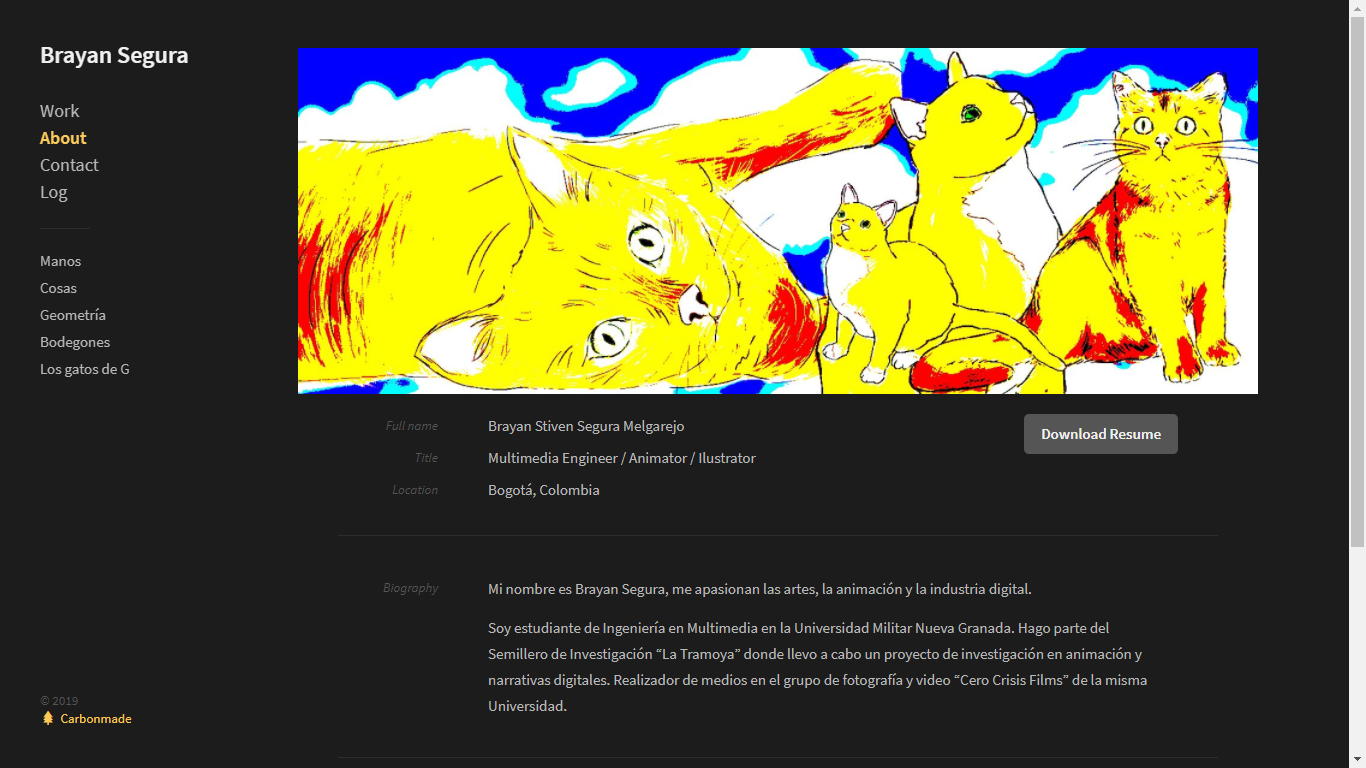 Brayan Segura
Work
About
Contact
Log
Manos
Cosas
Geometría
Bodegones
Los gatos de G
© 2019
Carbonmade
Full name
Brayan Stiven Segura Melgarejo
Download Resume
Title
Multimedia Engineer / Animator / Ilustrator
Location
Bogotá, Colombia
Biography
Mi nombre es Brayan Segura, me apasionan las artes, la animación y la industria digital.
Soy estudiante de Ingeniería en Multimedia en la Universidad Militar Nueva Granada. Hago parte del
Semillero de Investigación “La Tramoya” donde llevo a cabo un proyecto de investigación en animación y
narrativas digitales. Realizador de medios en el grupo de fotografía y video “Cero Crisis Films” de la misma
Universidad.